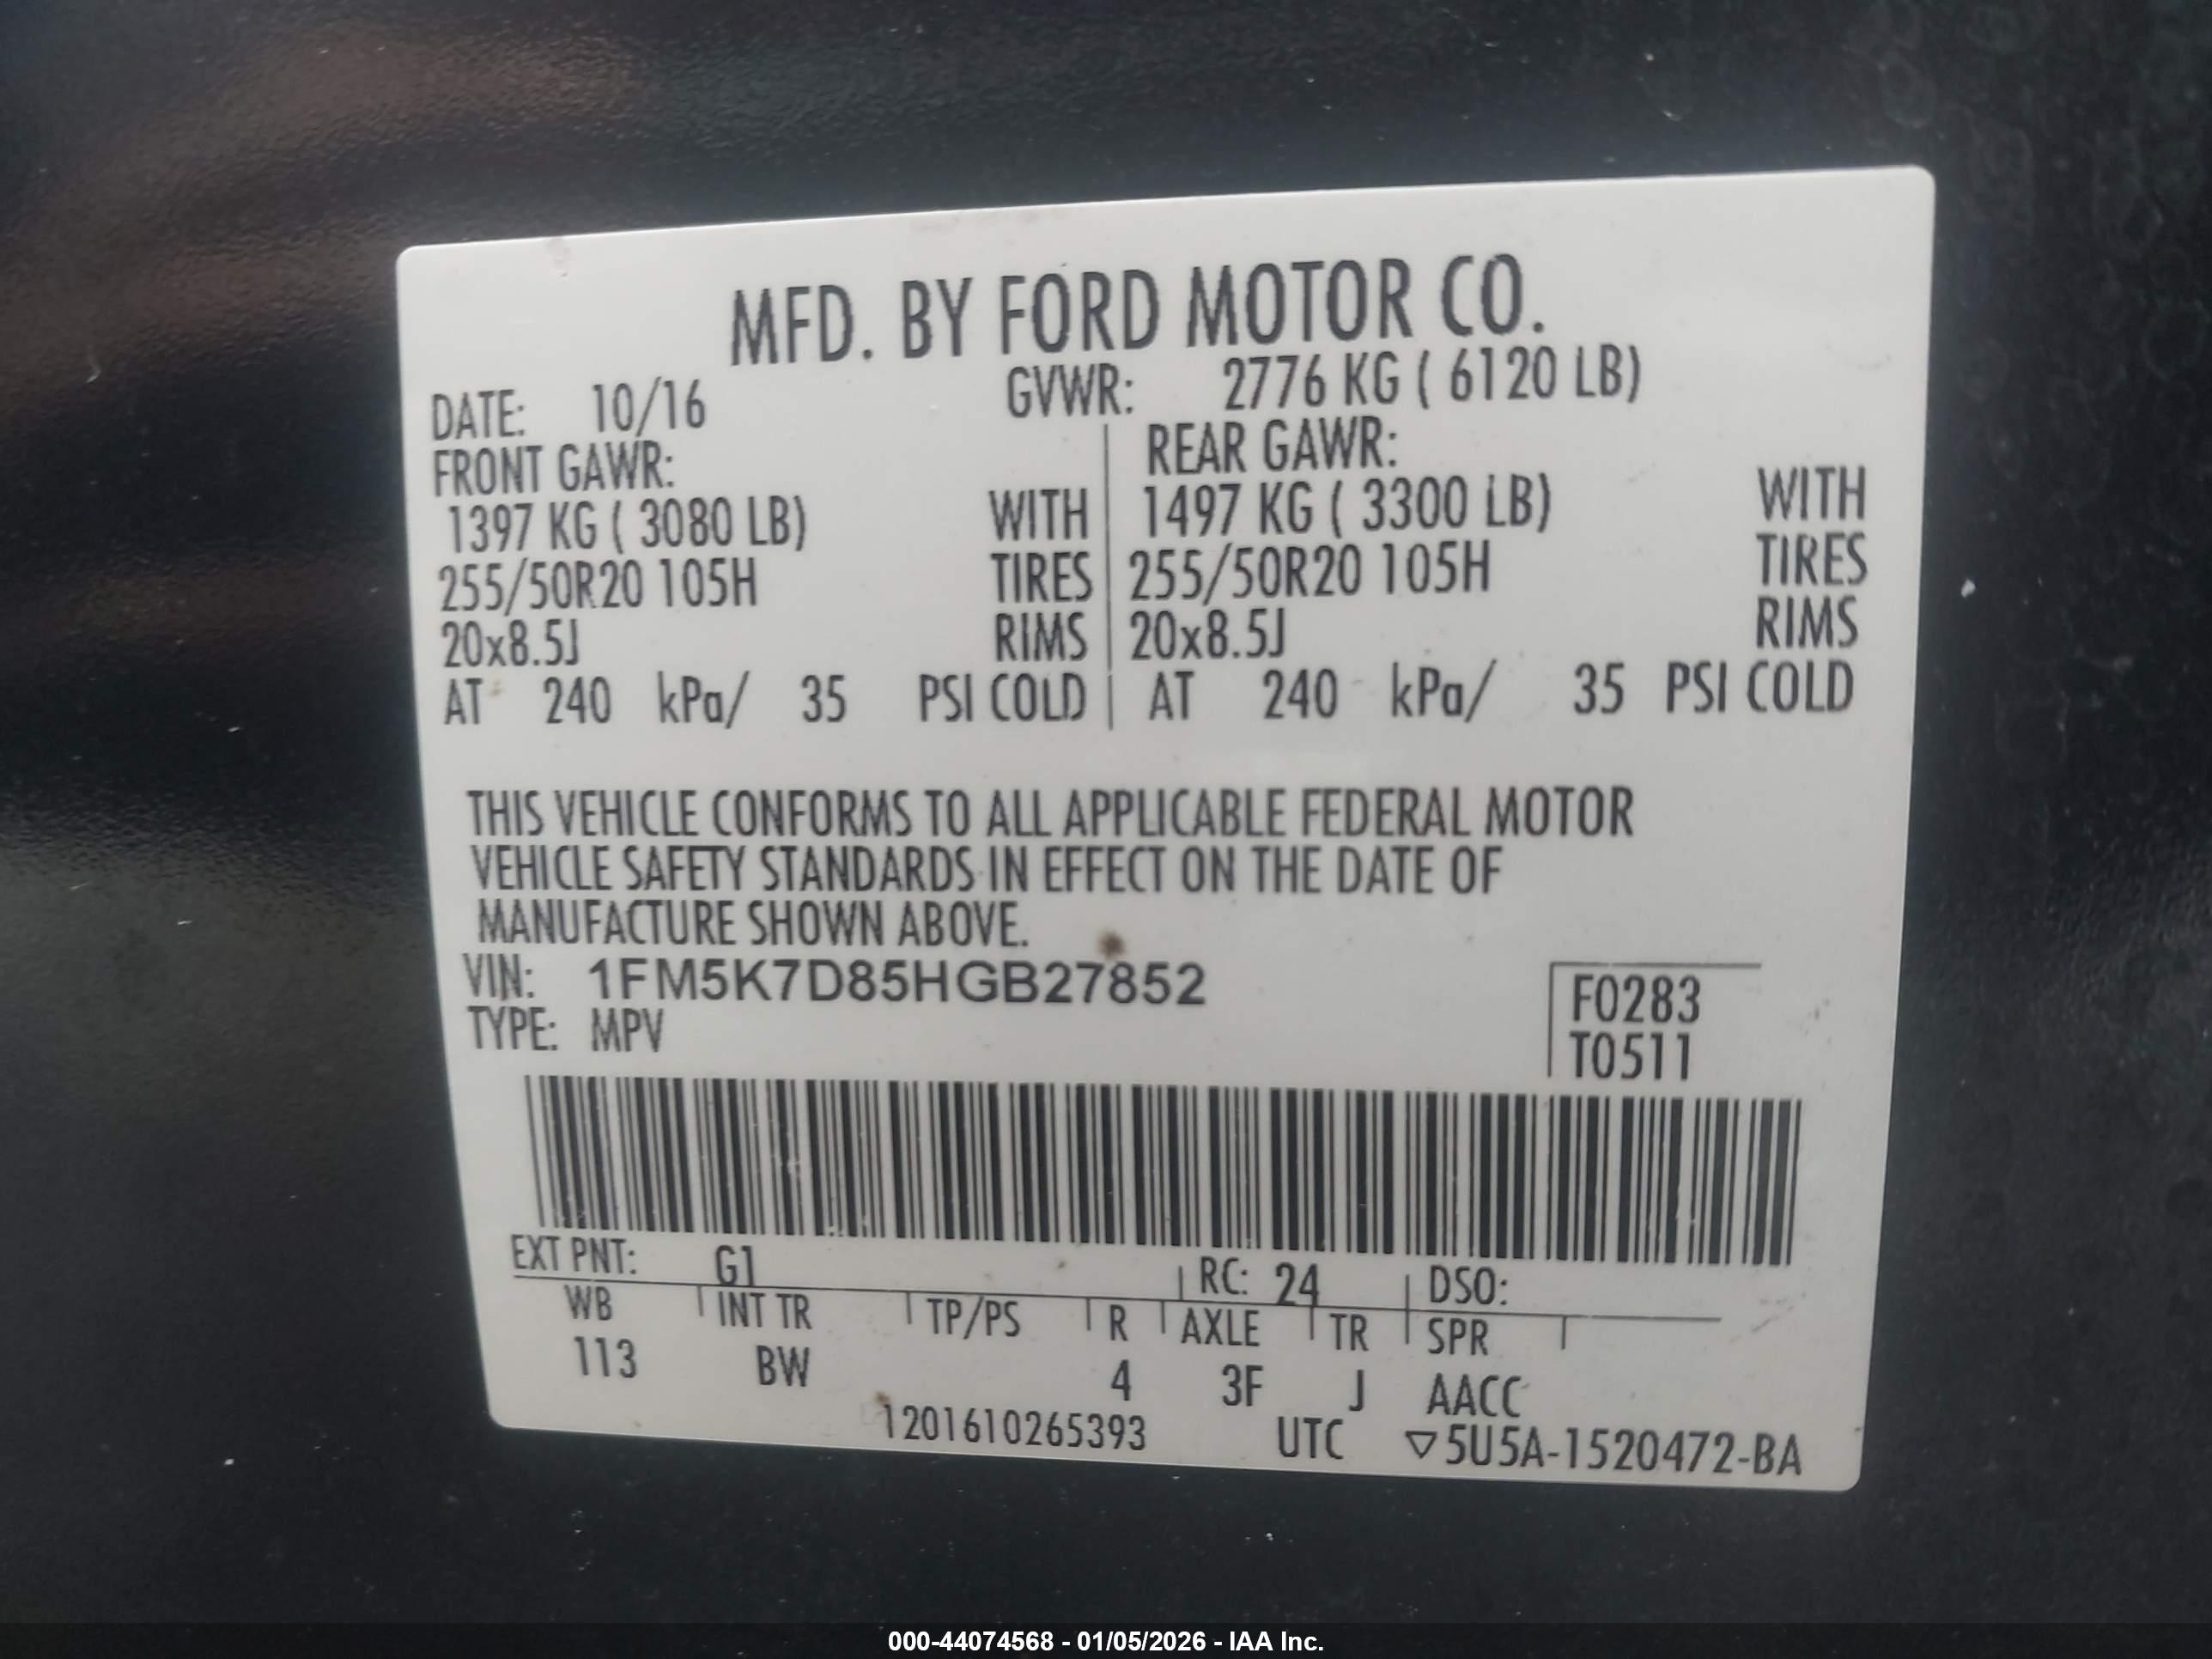 MFD. BY FORD MOTOR CO.
DATE: 10/16 GVWR: 2776 KG ( 6120 LB)
FRONT GAWR: REAR GAWR:
1397 KG ( 3080 LB) WITH 1497 KG ( 3300 LB) WITH
255/50R20 105H TIRES 255/50R20 105H TIRES
20x8.5J RIMS 20x8.5J RIMS
AT 240 kPa/ 35 PSI COLD AT 240 kPa/ 35 PSI COLD
THIS VEHICLE CONFORMS TO ALL APPLICABLE FEDERAL MOTOR
VEHICLE SAFETY STANDARDS IN EFFECT ON THE DATE OF
MANUFACTURE SHOWN ABOVE.
VIN: 1FM5K7D85HGB27852 F0283
TYPE: MPV T0511
EXT PNT: G1 RC: 24 DSO:
WB INT TR TP/PS R AXLE TR SPR
113 BW 4 3F J AACC
1201610265393 UTC ▽5U5A-1520472-BA
000-44074568 - 01/05/2026 - IAA Inc.